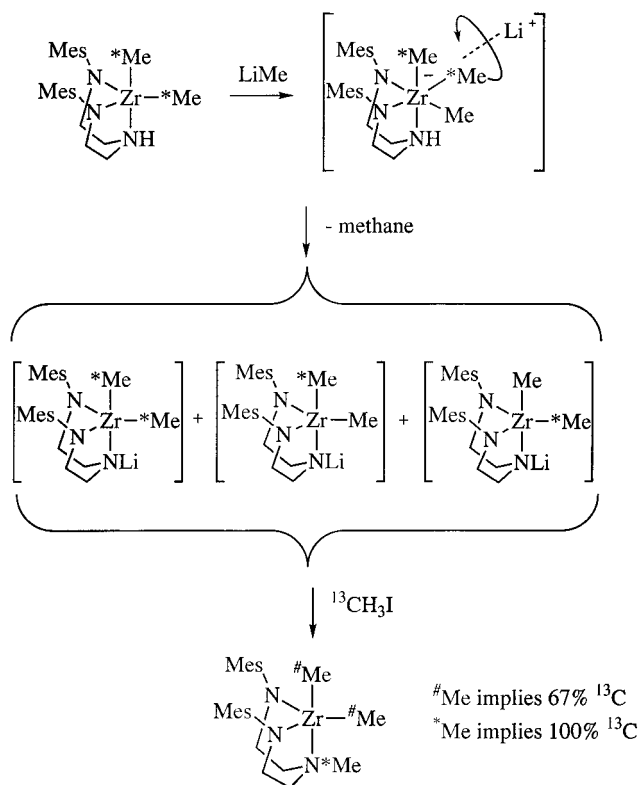 *Me
Mes
N
Mes
N
Zr
*Me
NH
LiMe
*Me
Li +
Mes
N
−
*Me
Mes
N
Zr
Me
NH
- methane
Mes
N
*Me
Mes
N
Zr
*Me
NLi
+
Mes
N
*Me
Mes
N
Zr
Me
NLi
+
Mes
N
Me
Mes
N
Zr
*Me
NLi
¹³CH₃I
Mes
N
#Me
Mes
N
Zr
#Me
N*Me
#Me implies 67% ¹³C
*Me implies 100% ¹³C